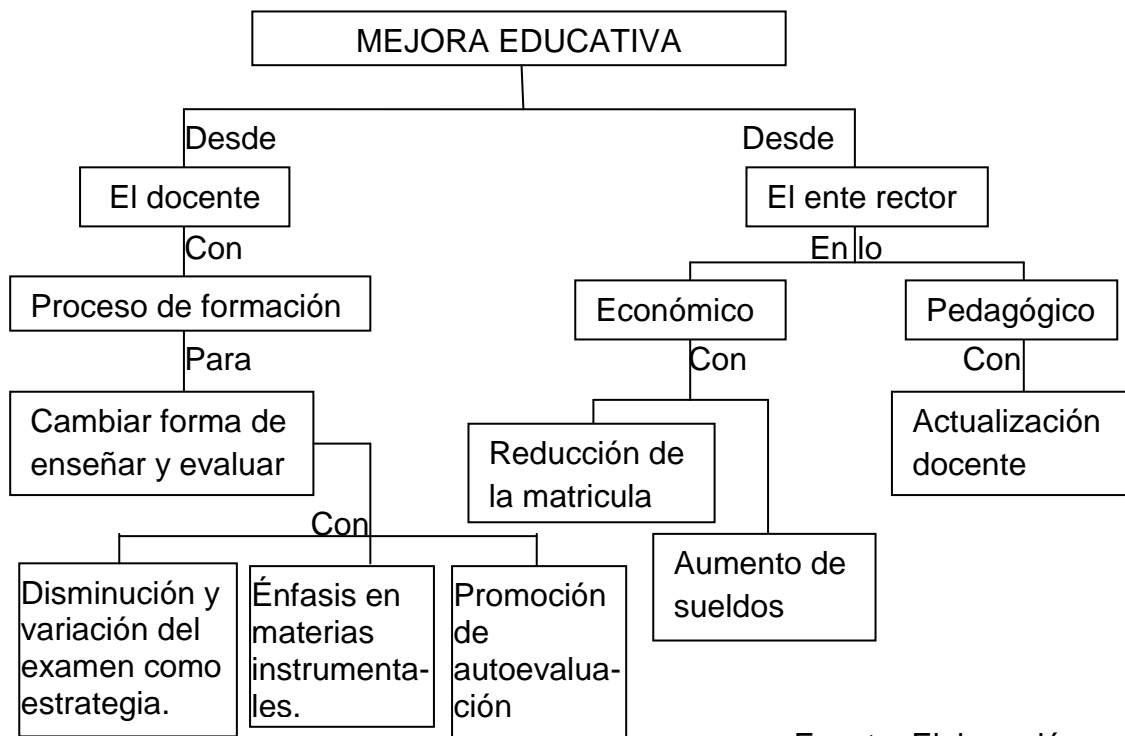 MEJORA EDUCATIVA
Desde
Desde
El docente
El ente rector
Con
En lo
Proceso de formación
Económico
Pedagógico
Para
Con
Con
Cambiar forma de
enseñar y evaluar
Reducción de
la matricula
Actualización
docente
Con
Aumento de
sueldos
Disminución y
variación del
examen como
estrategia.
Énfasis en
materias
instrumenta-
les.
Promoción
de
autoevalua-
ción